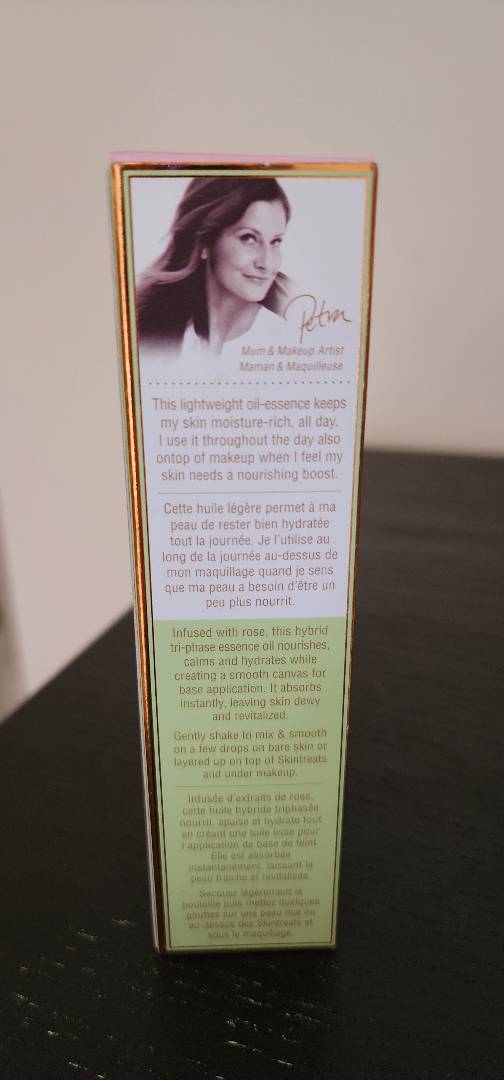 Petra
Mum & Makeup Artist
Maman & Maquilleuse
This lightweight oil-essence keeps
my skin moisture-rich, all day.
I use it throughout the day also
ontop of makeup when I feel my
skin needs a nourishing boost.
Cette huile légère permet à ma
peau de rester bien hydratée
tout la journée. Je l'utilise au
long de la journée au-dessus de
mon maquillage quand je sens
que ma peau a besoin d'être un
peu plus nourrit.
Infused with rose, this hybrid
tri-phase essence oil nourishes,
calms and hydrates while
creating a smooth canvas for
base application. It absorbs
instantly, leaving skin dewy
and revitalized.
Gently shake to mix & smooth
on a few drops on bare skin or
layered up on top of Skintreats
and under makeup.
Infusée d'extraits de rose,
cette huile hybride triphasée
nourrit, apaise et hydrate tout
en créant une toile lisse pour
l'application de base de teint.
Elle est absorbée
instantanément, laissant la
peau fraîche et revitalisée.
Secouez légèrement la
bouteille puis mettez quelques
gouttes sur une peau nue ou
au-dessus des Skintreats et
sous le maquillage.